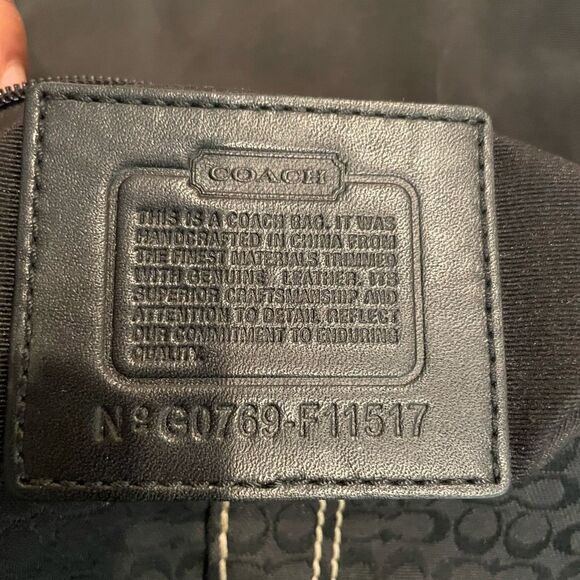 COACH
THIS IS A COACH BAG. IT WAS
HANDCRAFTED IN CHINA FROM
THE FINEST MATERIALS TRIMMED
WITH GENUINE LEATHER. ITS
SUPERIOR CRAFTSMANSHIP AND
ATTENTION TO DETAIL REFLECT
OUR COMMITMENT TO ENDURING
QUALITY.
Nº G0769-F11517